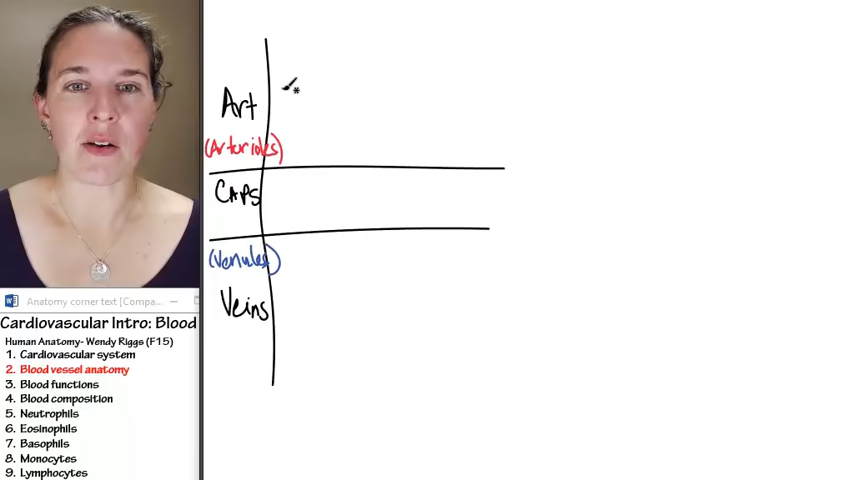 Art
(Arterioles)
CAPS
(Venules)
Veins
Anatomy corner text [Compa...
Cardiovascular Intro: Blood
Human Anatomy- Wendy Riggs (F15)
1. Cardiovascular system
2. Blood vessel anatomy
3. Blood functions
4. Blood composition
5. Neutrophils
6. Eosinophils
7. Basophils
8. Monocytes
9. Lymphocytes